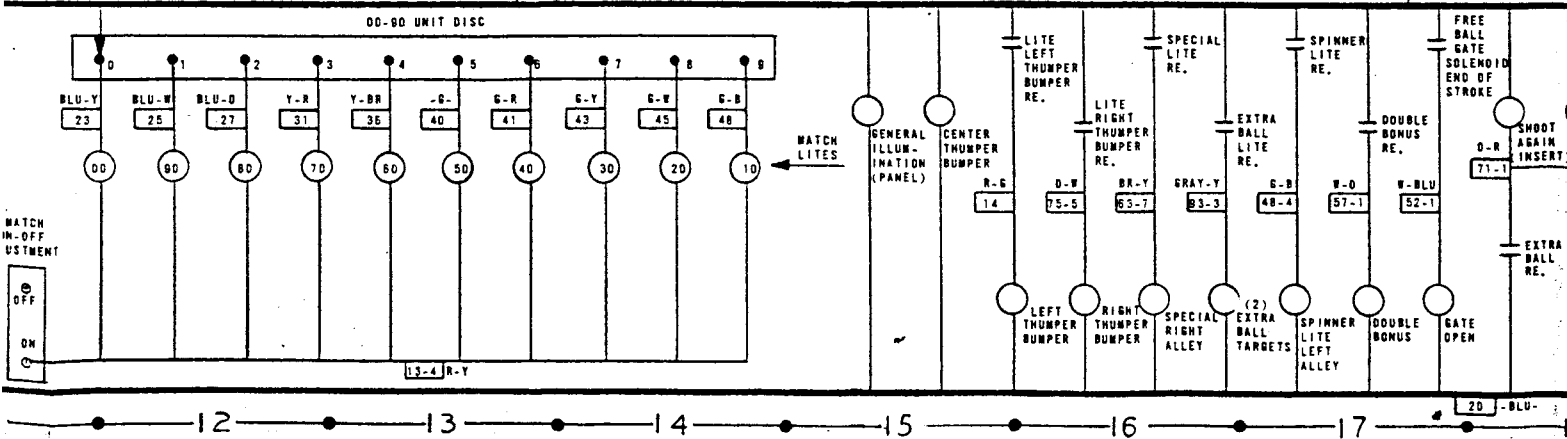 00-90 UNIT DISC
0 1 2 3 4 5 6 7 8 9
BLU-Y BLU-W BLU-O Y-R Y-BR -G- G-R G-Y G-W G-B
23 25 27 31 36 40 41 43 45 48
00 90 80 70 60 50 40 30 20 10
MATCH
LITES
MATCH
ON-OFF
USTMENT
OFF
ON
13-4 R-Y
GENERAL
ILLUM-
INATION
(PANEL)
CENTER
THUMPER
BUMPER
LITE
LEFT
THUMPER
BUMPER
RE.
R-G
14
LEFT
THUMPER
BUMPER
LITE
RIGHT
THUMPER
BUMPER
RE.
O-W
75-5
RIGHT
THUMPER
BUMPER
SPECIAL
LITE
RE.
BR-Y
63-7
SPECIAL
RIGHT
ALLEY
EXTRA
BALL
LITE
RE.
GRAY-Y
83-3
(2)
EXTRA
BALL
TARGETS
SPINNER
LITE
RE.
G-B
48-4
SPINNER
LITE
LEFT
ALLEY
DOUBLE
BONUS
RE.
W-O
57-1
DOUBLE
BONUS
FREE
BALL
GATE
SOLENOID
END OF
STROKE
W-BLU
52-1
GATE
OPEN
SHOOT
AGAIN
INSERT
O-R
71-1
EXTRA
BALL
RE.
20 -BLU-
12 13 14 15 16 17